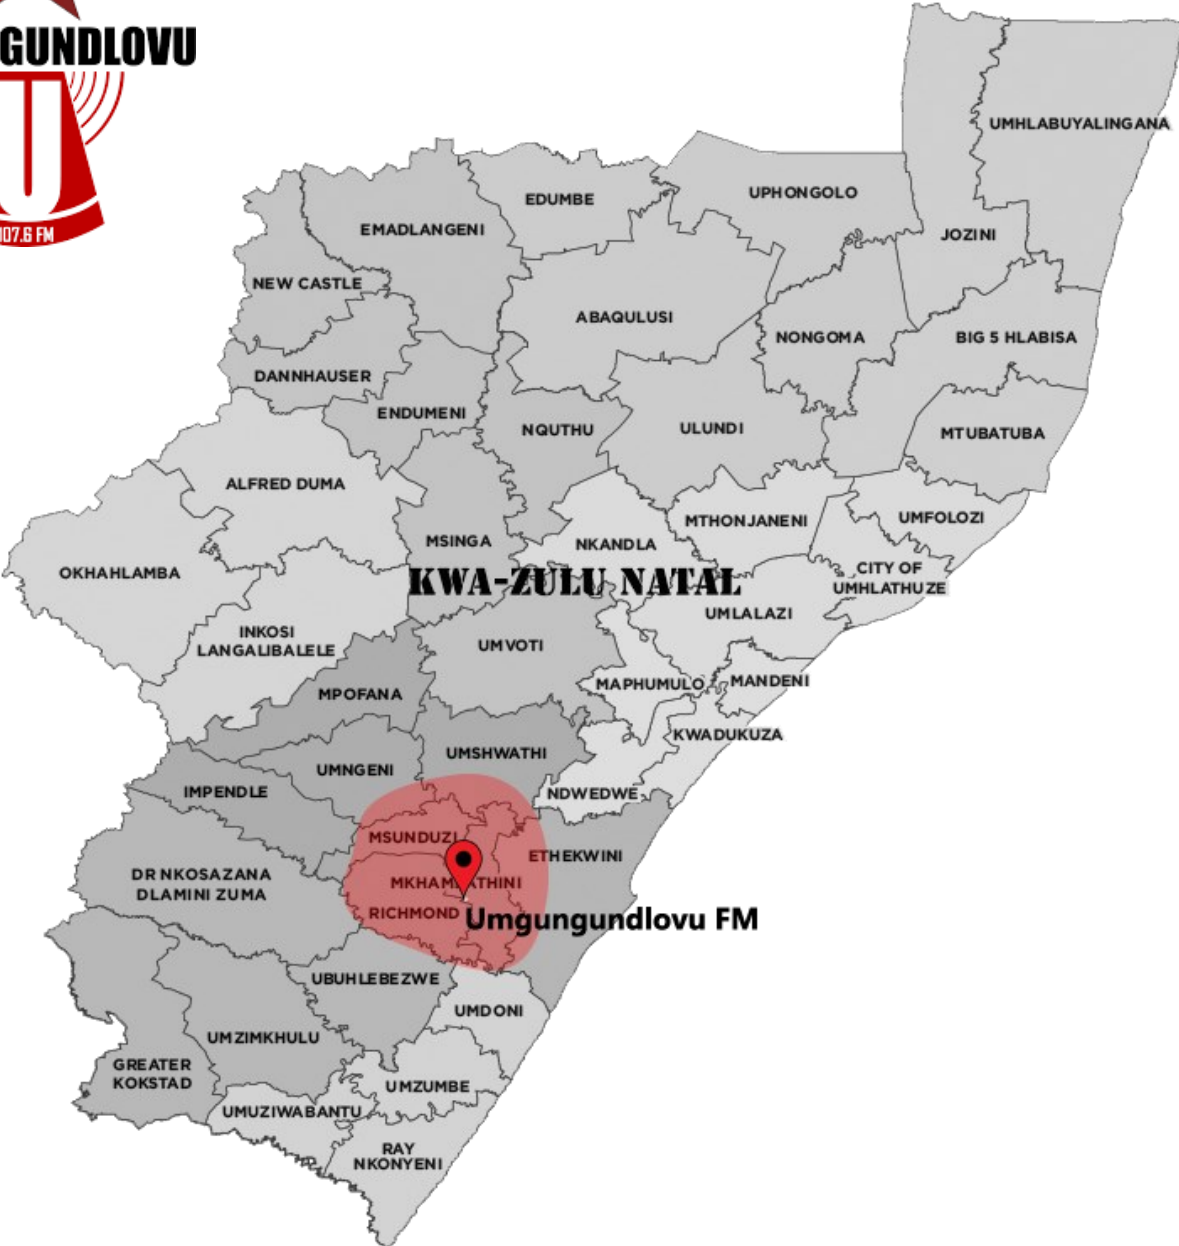 GUNDLOVU
U
107.6 FM
UMHLABUYALINGANA
EDUMBE
UPHONGOLO
EMADLANGENI
JOZINI
NEW CASTLE
ABAQULUSI
NONGOMA
BIG 5 HLABISA
DANNHAUSER
ENDUMENI
NQUTHU
ULUNDI
MTUBATUBA
ALFRED DUMA
MTHONJANENI
UMFOLOZI
MSINGA
NKANDLA
OKHAHLAMBA
CITY OF
UMHLATHUZE
KWA-ZULU NATAL
UMLALAZI
INKOSI
LANGALIBALELE
UMVOTI
MAPHUMULO
MANDENI
MPOFANA
KWADUKUZA
UMSHWATHI
UMNGENI
IMPENDLE
NDWEDWE
MSUNDUZI
ETHEKWINI
DR NKOSAZANA
DLAMINI ZUMA
MKHAMBATHINI
RICHMOND
Umgungundlovu FM
UBUHLEBEZWE
UMDONI
UMZIMKHULU
GREATER
KOKSTAD
UMZUMBE
UMUZIWABANTU
RAY
NKONYENI